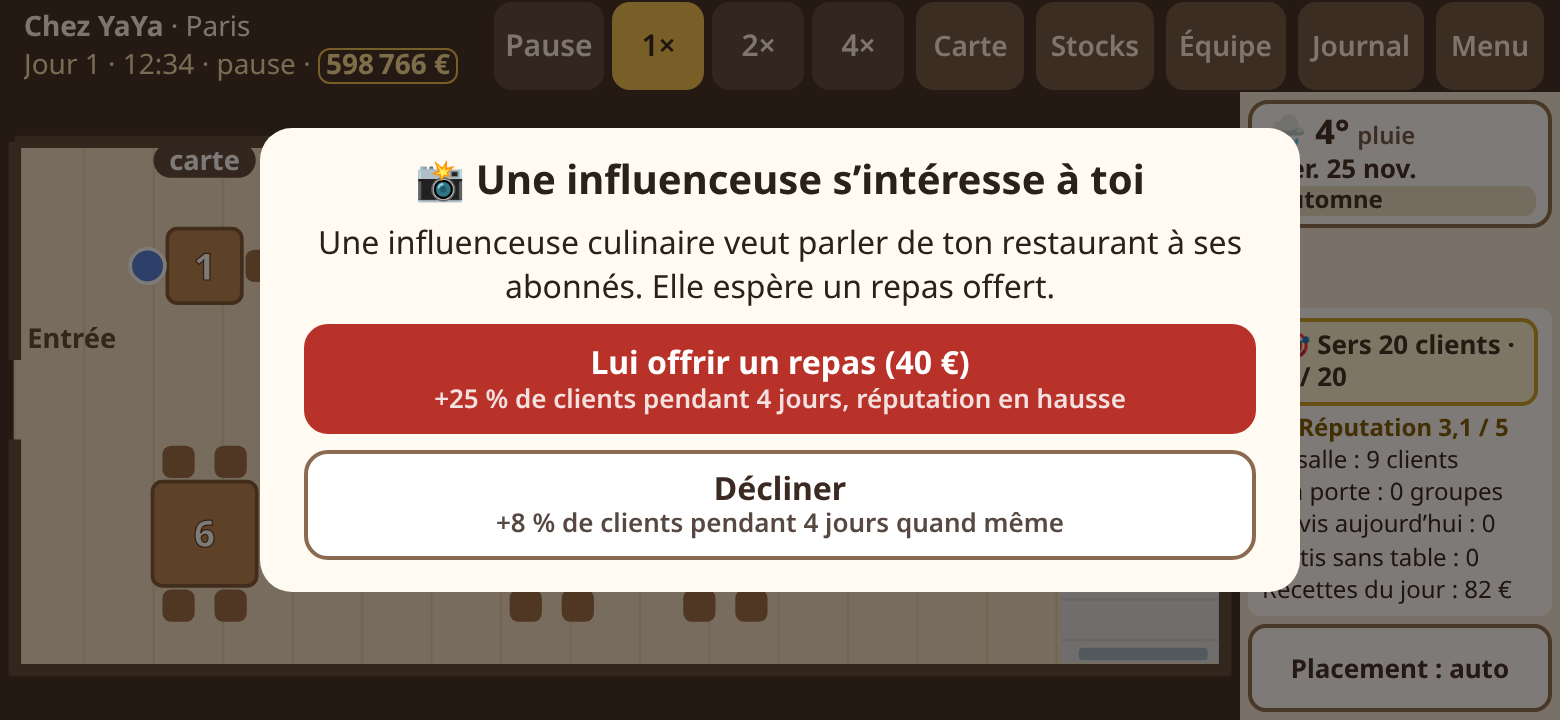 Chez YaYa · Paris
Jour 1 · 12:34 · pause · 598 766 €
Pause
1×
2×
4×
Carte
Stocks
Équipe
Journal
Menu
carte
1
Entrée
6
📸 Une influenceuse s’intéresse à toi
Une influenceuse culinaire veut parler de ton restaurant à ses
abonnés. Elle espère un repas offert.
Lui offrir un repas (40 €)
+25 % de clients pendant 4 jours, réputation en hausse
Décliner
+8 % de clients pendant 4 jours quand même
4° pluie
25 nov.
Sers 20 clients ·
/ 20
Réputation 3,1 / 5
salle : 9 clients
porte : 0 groupes
aujourd’hui : 0
sans table : 0
Recettes du jour : 82 €
Placement : auto